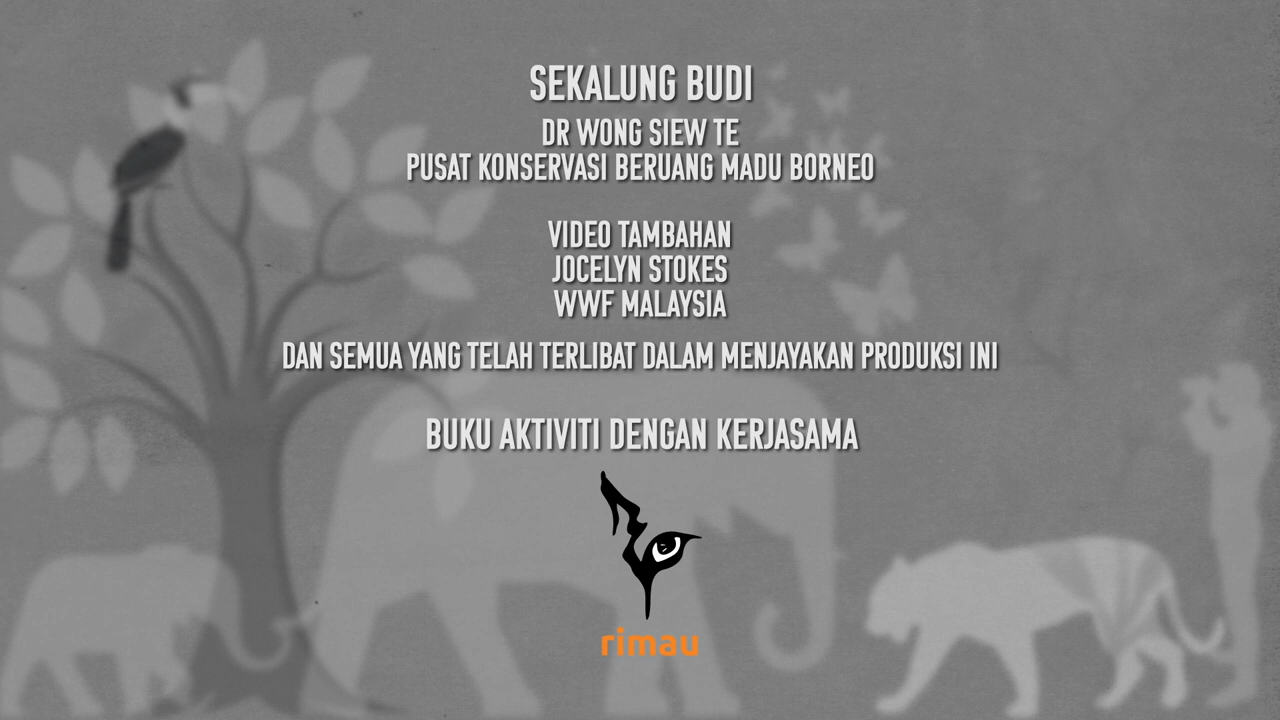 SEKALUNG BUDI
DR WONG SIEW TE
PUSAT KONSERVASI BERUANG MADU BORNEO
VIDEO TAMBAHAN
JOCELYN STOKES
WWF MALAYSIA
DAN SEMUA YANG TELAH TERLIBAT DALAM MENJAYAKAN PRODUKSI INI
BUKU AKTIVITI DENGAN KERJASAMA
rimau